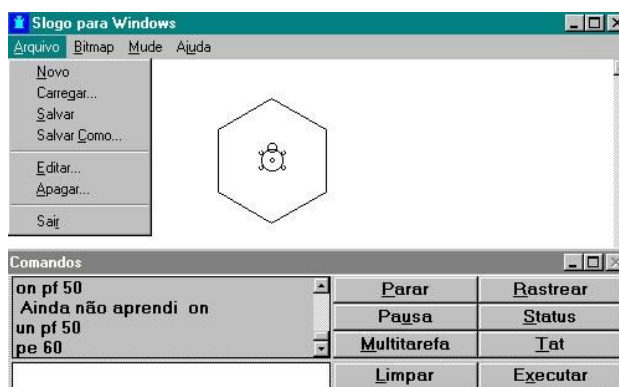 Slogo para Windows
Arquivo Bitmap Mude Ajuda
Novo
Carregar...
Salvar
Salvar Como...
Editar...
Apagar...
Sair
Comandos
on pf 50
Ainda não aprendi on
un pf 50
pe 60
Parar Rastrear
Pausa Status
Multitarefa Tat
Limpar Executar